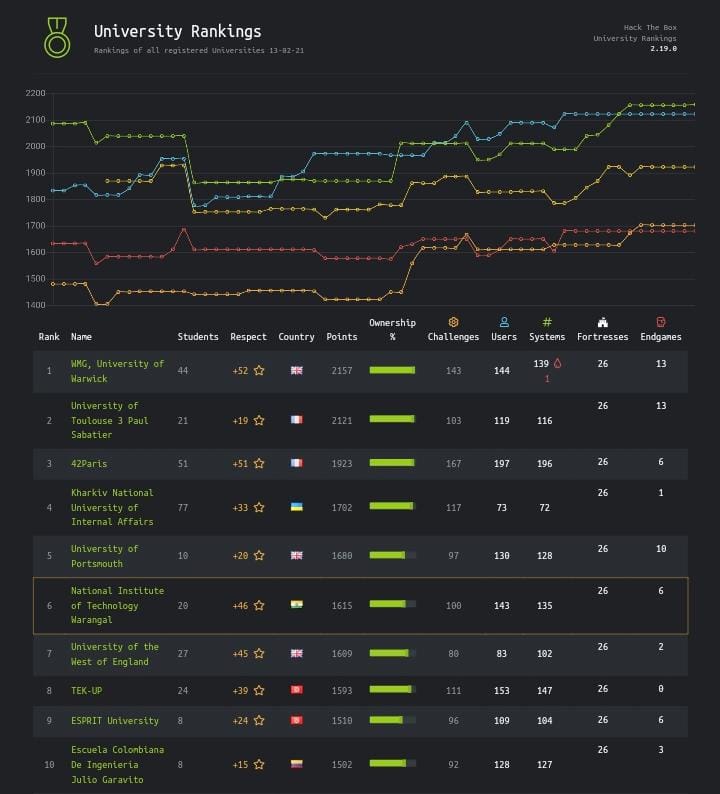 University Rankings
Rankings of all registered Universities 13-02-21
Hack The Box
University Rankings
2.19.0
2200
2100
2000
1900
1800
1700
1600
1500
1400
Rank Name Students Respect Country Points Ownership % Challenges Users Systems Fortresses Endgames
1 WMG, University of Warwick 44 +52 2157 143 144 139 1 26 13
2 University of Toulouse 3 Paul Sabatier 21 +19 2121 103 119 116 26 13
3 42Paris 51 +51 1923 167 197 196 26 6
4 Kharkiv National University of Internal Affairs 77 +33 1702 117 73 72 26 1
5 University of Portsmouth 10 +20 1680 97 130 128 26 10
6 National Institute of Technology Warangal 20 +46 1615 100 143 135 26 6
7 University of the West of England 27 +45 1609 80 83 102 26 2
8 TEK-UP 24 +39 1593 111 153 147 26 0
9 ESPRIT University 8 +24 1510 96 109 104 26 6
10 Escuela Colombiana De Ingenieria Julio Garavito 8 +15 1502 92 128 127 26 3